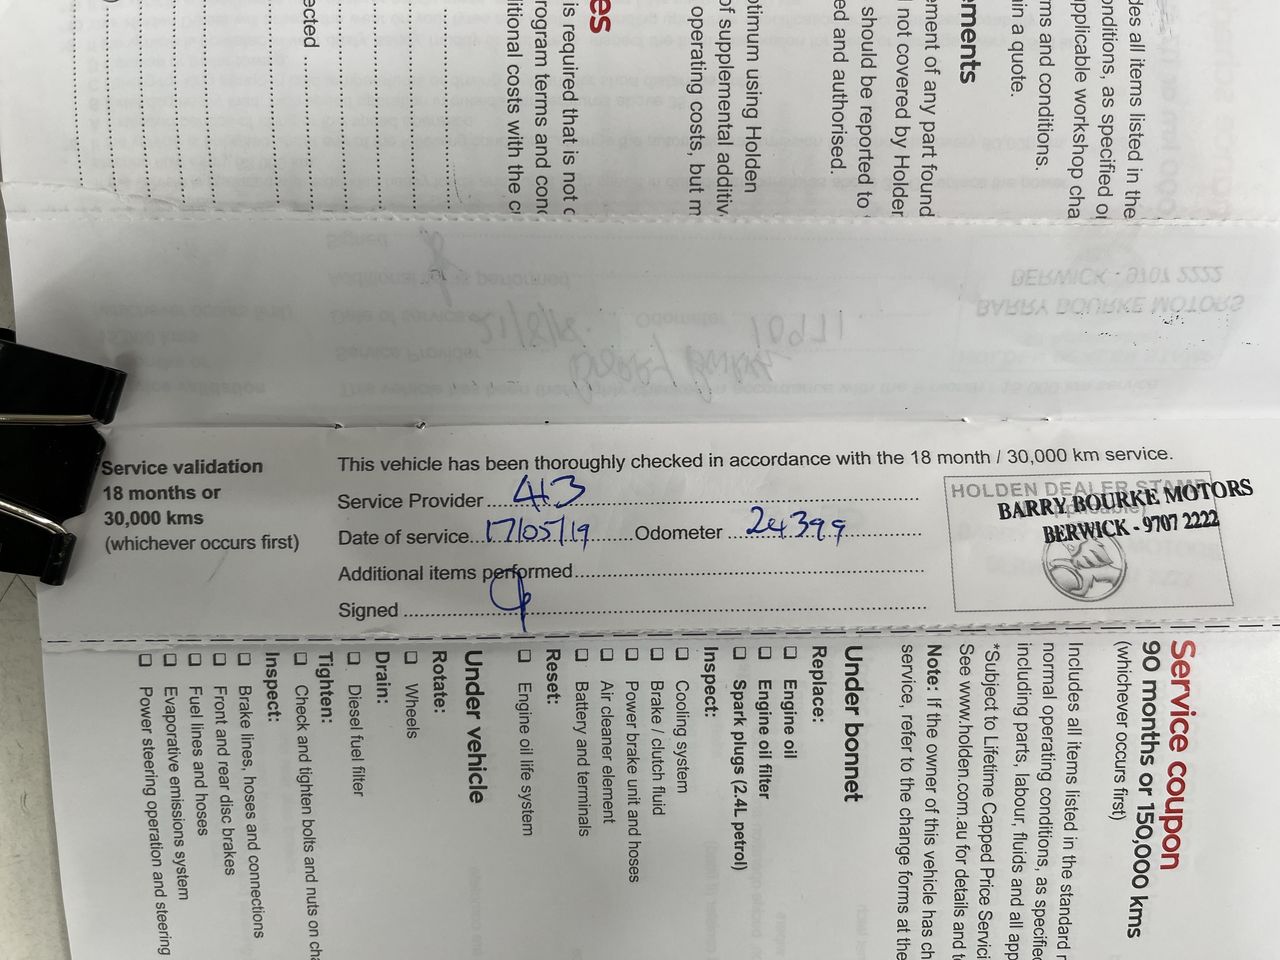 ected
itional costs with the c
rogram terms and con
is required that is not c
es
operating costs, but m
of supplemental additiv
ptimum using Holden
ed and authorised.
should be reported to
not covered by Holder
ement of any part found
ements
in a quote.
rms and conditions.
applicable workshop cha
onditions, as specified o
des all items listed in the
Service validation
18 months or
30,000 kms
(whichever occurs first)
This vehicle has been thoroughly checked in accordance with the 18 month / 30,000 km service.
Service Provider 413
Date of service 17/05/19 Odometer 24399
Additional items performed
Signed
HOLDEN DEALER STAMP
BARRY BOURKE MOTORS
BERWICK - 9707 2222
Service coupon
90 months or 150,000 kms
(whichever occurs first)
Includes all items listed in the standard
normal operating conditions, as specified
including parts, labour, fluids and all app
*Subject to Lifetime Capped Price Servici
See www.holden.com.au for details and t
Note: If the owner of this vehicle has ch
service, refer to the change forms at the
Under bonnet
Replace:
Engine oil
Engine oil filter
Spark plugs (2.4L petrol)
Inspect:
Cooling system
Brake / clutch fluid
Power brake unit and hoses
Air cleaner element
Battery and terminals
Reset:
Engine oil life system
Under vehicle
Rotate:
Wheels
Drain:
Diesel fuel filter
Tighten:
Check and tighten bolts and nuts on cha
Inspect:
Brake lines, hoses and connections
Front and rear disc brakes
Fuel lines and hoses
Evaporative emissions system
Power steering operation and steering